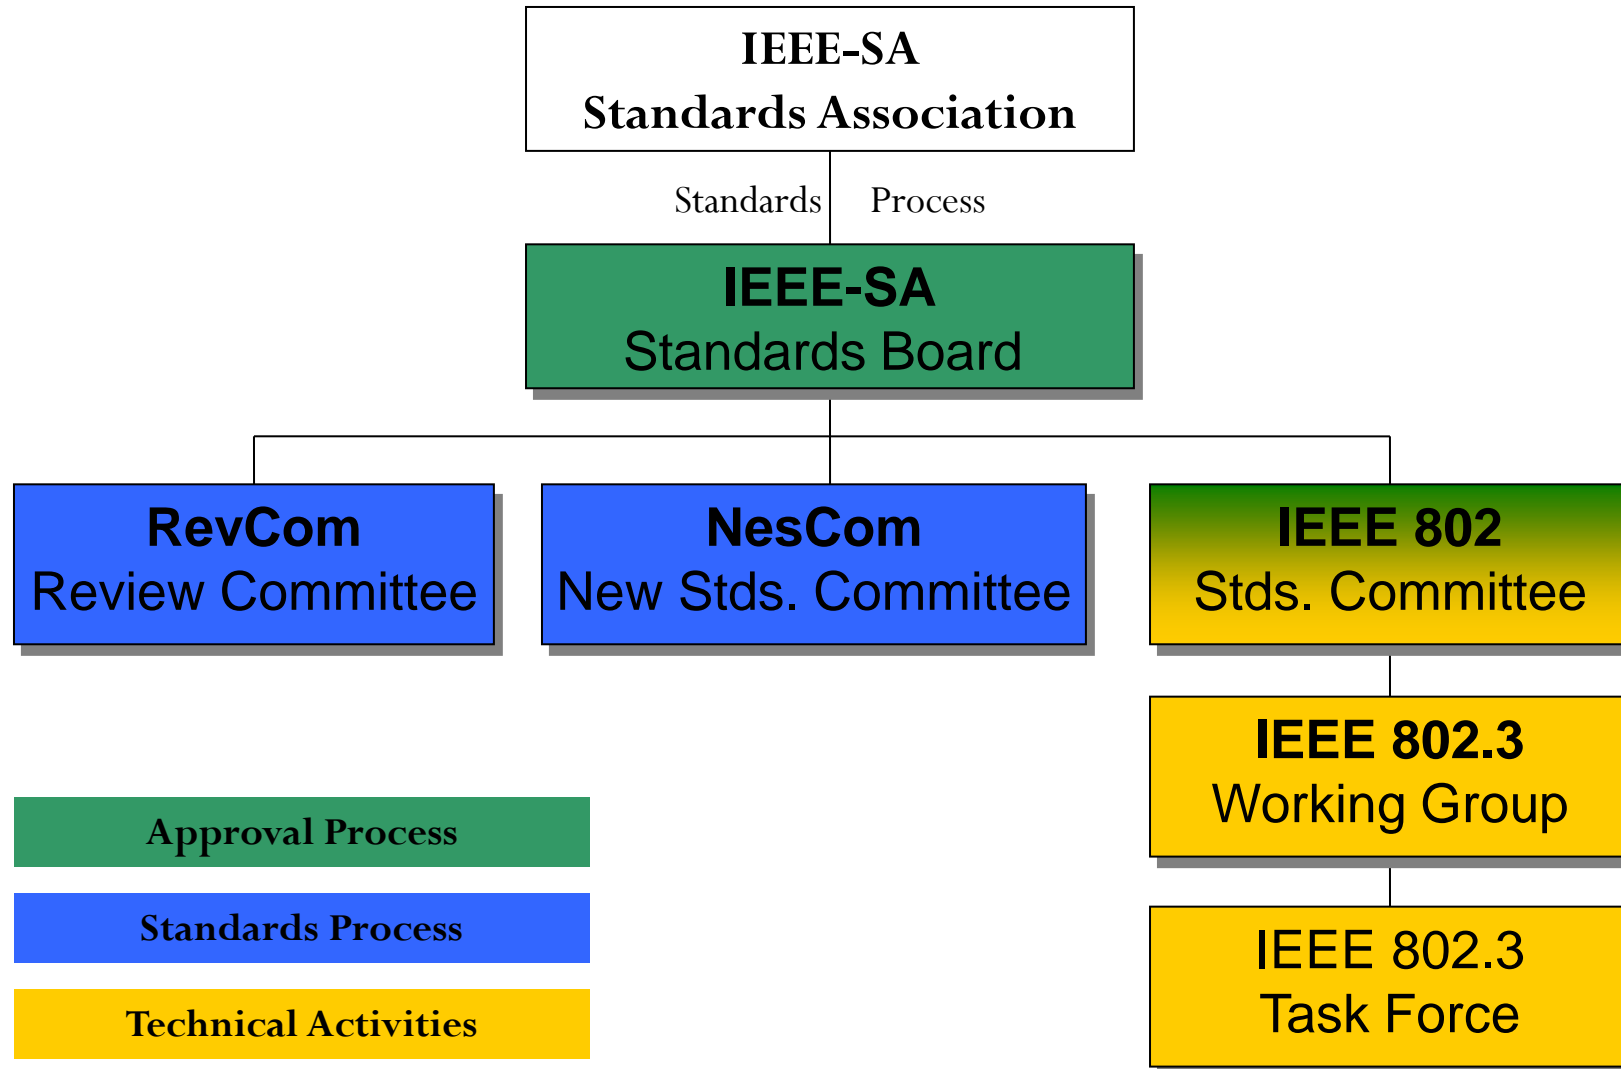 IEEE-SA
Standards Association
Standards Process
IEEE-SA
Standards Board
RevCom
Review Committee
NesCom
New Stds. Committee
IEEE 802
Stds. Committee
IEEE 802.3
Working Group
IEEE 802.3
Task Force
Approval Process
Standards Process
Technical Activities